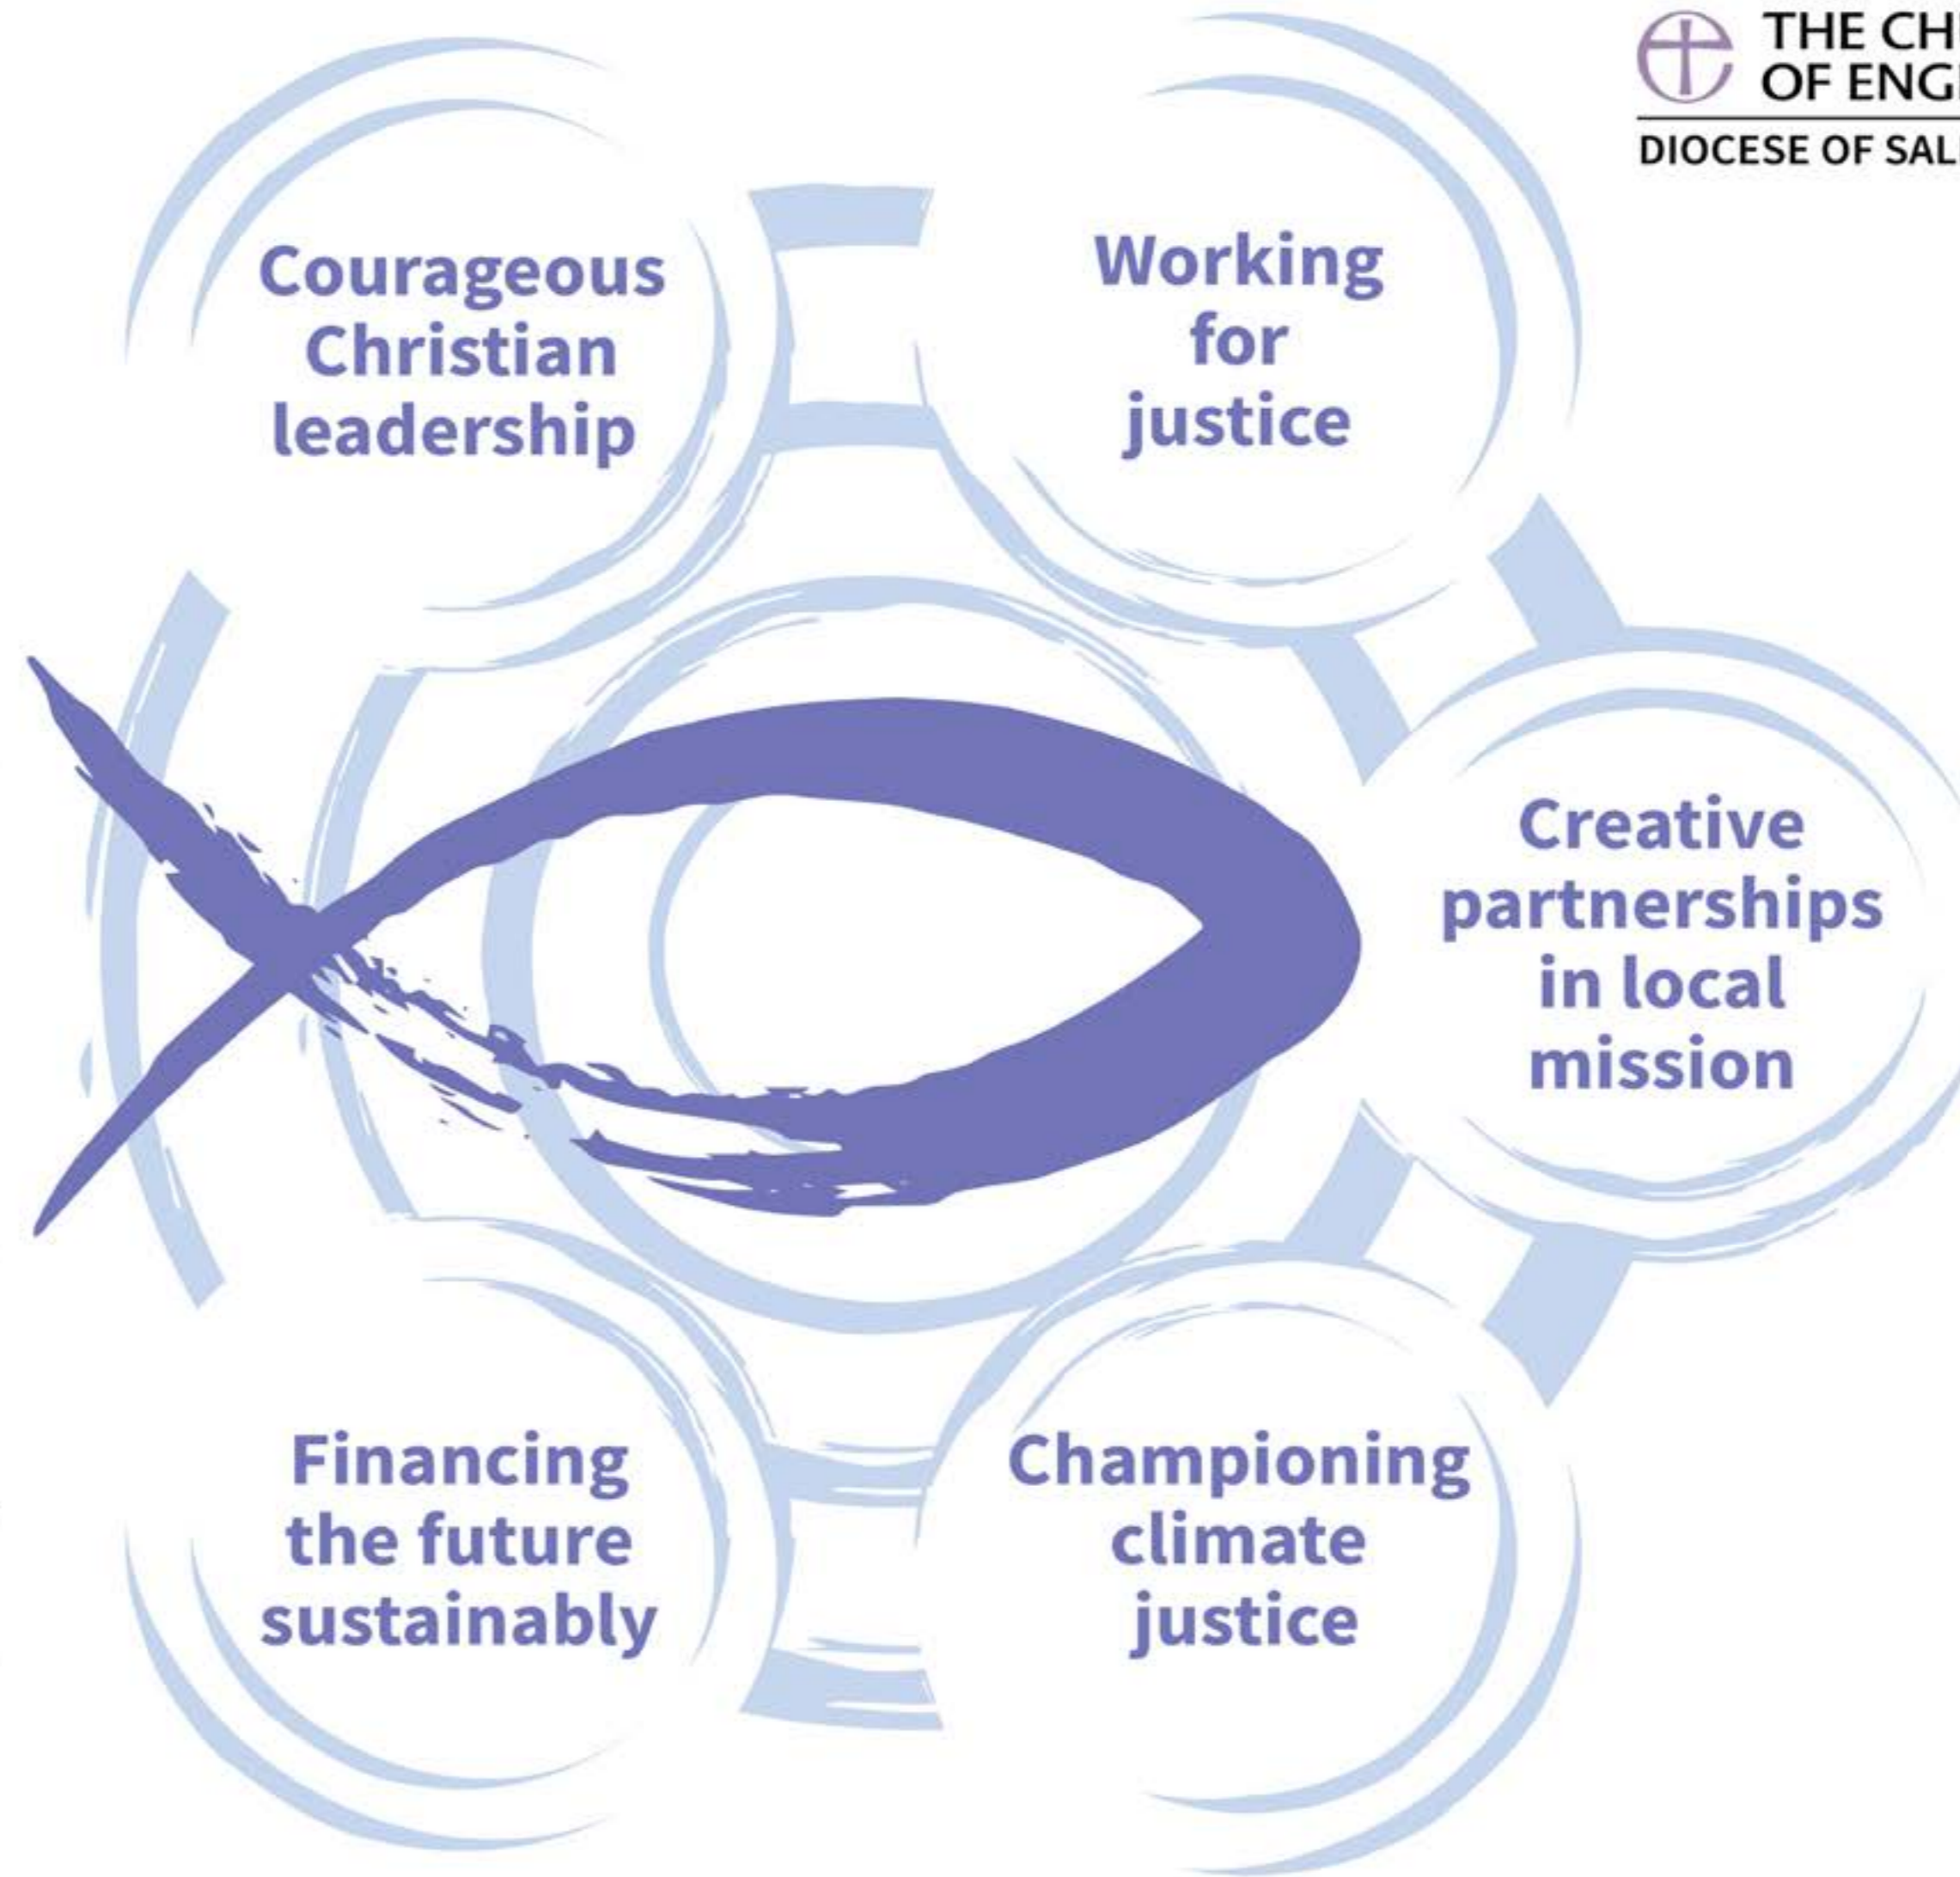 THE CH
OF ENG
DIOCESE OF SAL
Courageous
Christian
leadership
Working
for
justice
Creative
partnerships
in local
mission
Financing
the future
sustainably
Championing
climate
justice